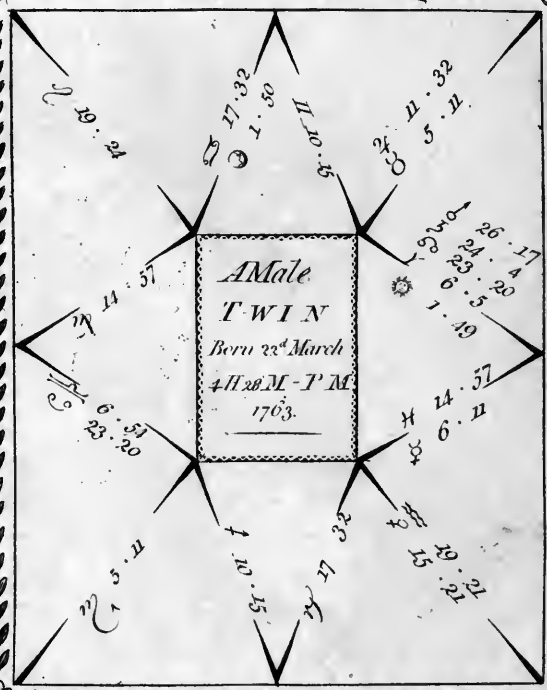 ♌ 19 · 24
♋ 17 · 32
☽ 1 · 50
♊ 10 · 15
♃ 11 · 32
♉ 5 · 11
26 · 17
24 · 4
23 · 20
6 · 5
☉ 1 · 49
♍ 14 · 57
A Male
TWIN
Born 22d March
4 H 28 M - P M
1763.
♓ 14 · 57
☿ 6 · 11
♎ 6 · 54
23 · 20
♒ 19 · 21
♀ 15 · 21
♏ 5 · 11
♐ 10 · 15
♑ 17 32